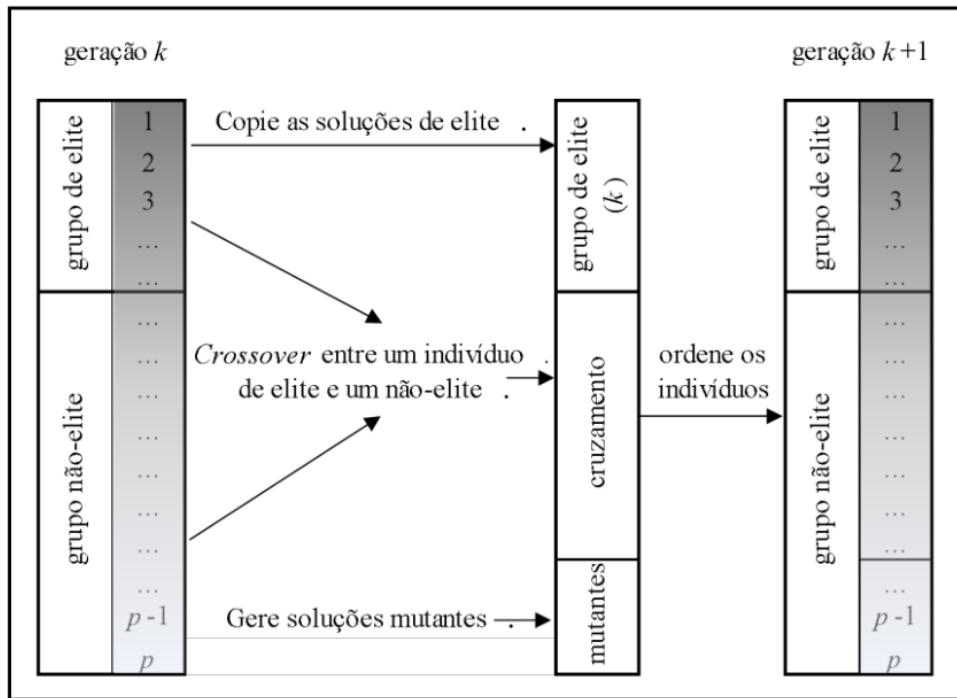 geração k
geração k+1
grupo de elite
1
2
3
...
...
grupo não-elite
...
...
...
...
...
...
...
...
p-1
p
Copie as soluções de elite .
Crossover entre um indivíduo .
de elite e um não-elite .
Gere soluções mutantes .
grupo de elite
(k)
cruzamento
mutantes
ordene os
indivíduos
grupo de elite
1
2
3
...
...
grupo não-elite
...
...
...
...
...
...
...
...
p-1
p